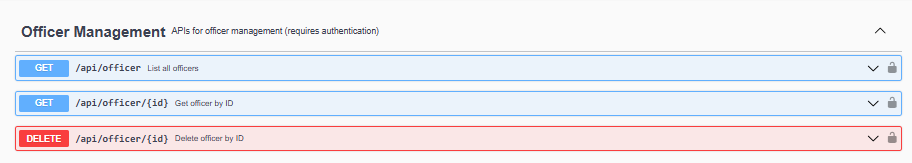 Officer Management APIs for officer management (requires authentication)
GET /api/officer List all officers
GET /api/officer/{id} Get officer by ID
DELETE /api/officer/{id} Delete officer by ID